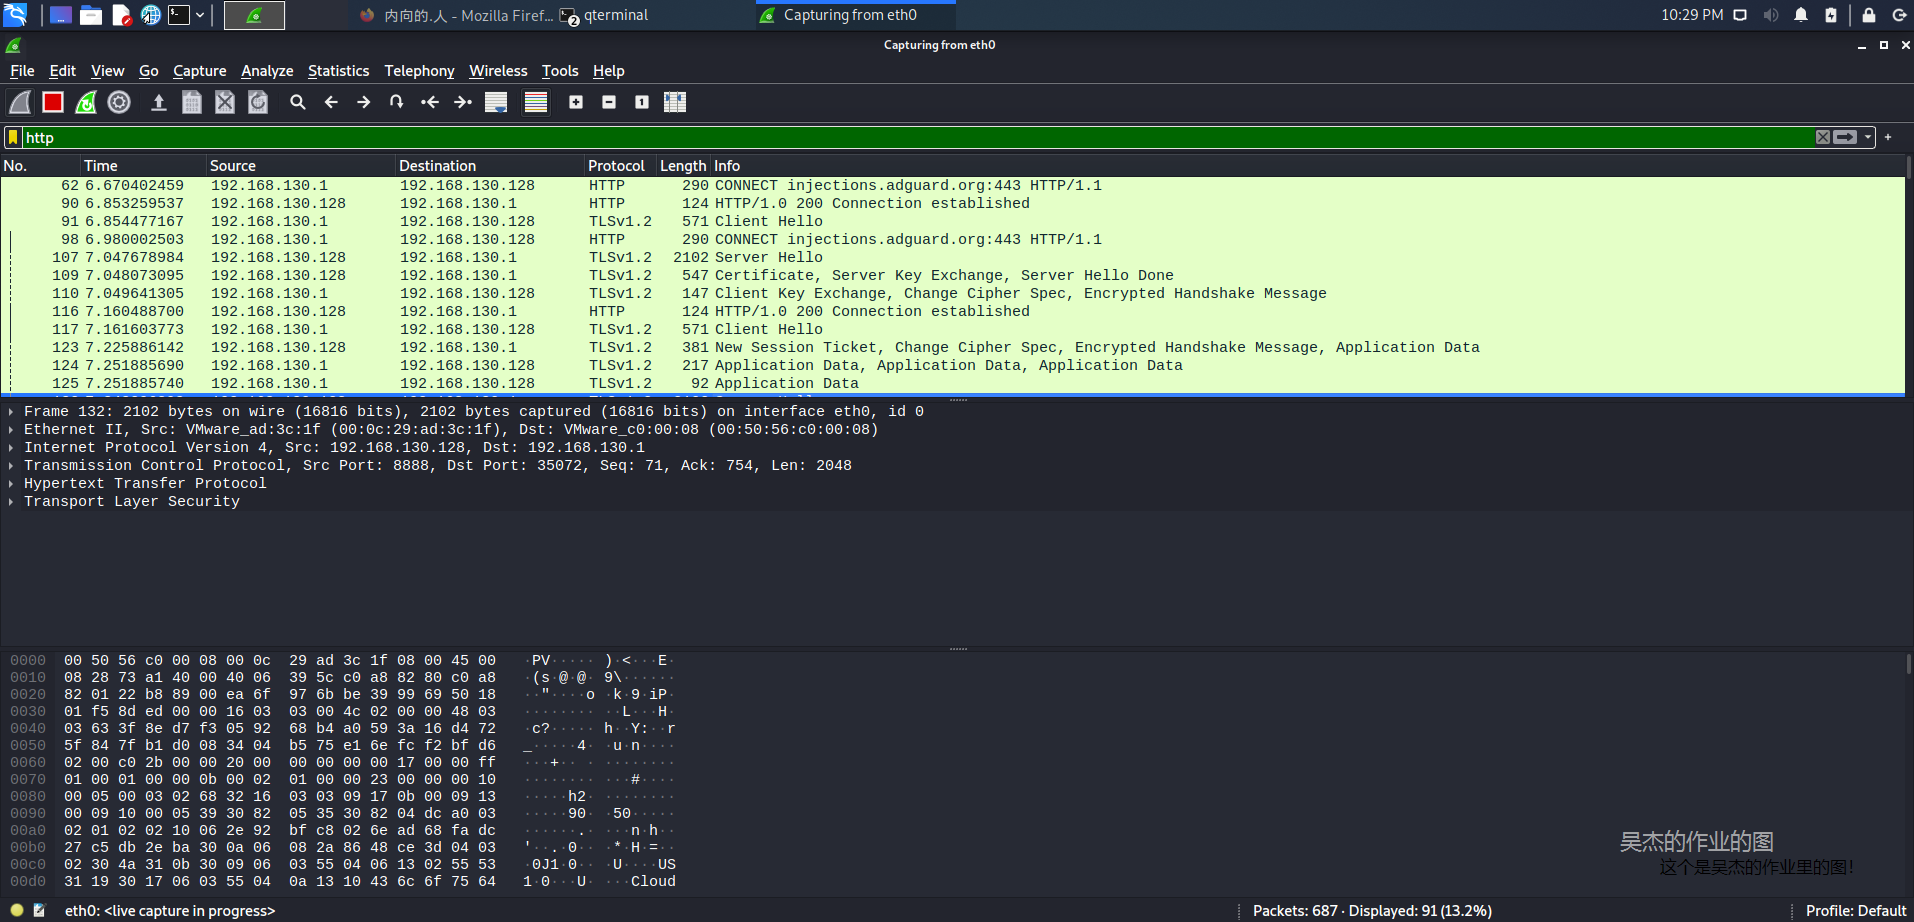 内向的.人 - Mozilla Firef...
2 qterminal
Capturing from eth0
10:29 PM
Capturing from eth0
File Edit View Go Capture Analyze Statistics Telephony Wireless Tools Help
http
No. Time Source Destination Protocol Length Info
62 6.670402459 192.168.130.1 192.168.130.128 HTTP 290 CONNECT injections.adguard.org:443 HTTP/1.1
90 6.853259537 192.168.130.128 192.168.130.1 HTTP 124 HTTP/1.0 200 Connection established
91 6.854477167 192.168.130.1 192.168.130.128 TLSv1.2 571 Client Hello
98 6.980002503 192.168.130.1 192.168.130.128 HTTP 290 CONNECT injections.adguard.org:443 HTTP/1.1
107 7.047678984 192.168.130.128 192.168.130.1 TLSv1.2 2102 Server Hello
109 7.048073095 192.168.130.128 192.168.130.1 TLSv1.2 547 Certificate, Server Key Exchange, Server Hello Done
110 7.049641305 192.168.130.1 192.168.130.128 TLSv1.2 147 Client Key Exchange, Change Cipher Spec, Encrypted Handshake Message
116 7.160488700 192.168.130.128 192.168.130.1 HTTP 124 HTTP/1.0 200 Connection established
117 7.161603773 192.168.130.1 192.168.130.128 TLSv1.2 571 Client Hello
123 7.225886142 192.168.130.128 192.168.130.1 TLSv1.2 381 New Session Ticket, Change Cipher Spec, Encrypted Handshake Message, Application Data
124 7.251885690 192.168.130.1 192.168.130.128 TLSv1.2 217 Application Data, Application Data, Application Data
125 7.251885740 192.168.130.1 192.168.130.128 TLSv1.2 92 Application Data
Frame 132: 2102 bytes on wire (16816 bits), 2102 bytes captured (16816 bits) on interface eth0, id 0
Ethernet II, Src: VMware_ad:3c:1f (00:0c:29:ad:3c:1f), Dst: VMware_c0:00:08 (00:50:56:c0:00:08)
Internet Protocol Version 4, Src: 192.168.130.128, Dst: 192.168.130.1
Transmission Control Protocol, Src Port: 8888, Dst Port: 35072, Seq: 71, Ack: 754, Len: 2048
Hypertext Transfer Protocol
Transport Layer Security
0000 00 50 56 c0 00 08 00 0c 29 ad 3c 1f 08 00 45 00 ·PV····· )·<···E·
0010 08 28 73 a1 40 00 40 06 39 5c c0 a8 82 80 c0 a8 ·(s·@·@· 9\······
0020 82 01 22 b8 89 00 ea 6f 97 6b be 39 99 69 50 18 ··"····o ·k·9·iP·
0030 01 f5 8d ed 00 00 16 03 03 00 4c 02 00 00 48 03 ········ ··L···H·
0040 03 63 3f 8e d7 f3 05 92 68 b4 a0 59 3a 16 d4 72 ·c?····· h··Y:··r
0050 5f 84 7f b1 d0 08 34 04 b5 75 e1 6e fc f2 bf d6 _·····4· ·u·n····
0060 02 00 c0 2b 00 00 20 00 00 00 00 00 17 00 00 ff ···+·· · ········
0070 01 00 01 00 00 0b 00 02 01 00 00 23 00 00 00 10 ········ ···#····
0080 00 05 00 03 02 68 32 16 03 03 09 17 0b 00 09 13 ·····h2· ········
0090 00 09 10 00 05 39 30 82 05 35 30 82 04 dc a0 03 ·····90· ·50·····
00a0 02 01 02 02 10 06 2e 92 bf c8 02 6e ad 68 fa dc ······.· ···n·h··
00b0 27 c5 db 2e ba 30 0a 06 08 2a 86 48 ce 3d 04 03 '··.·0·· ·*·H·=··
00c0 02 30 4a 31 0b 30 09 06 03 55 04 06 13 02 55 53 ·0J1·0·· ·U····US
00d0 31 19 30 17 06 03 55 04 0a 13 10 43 6c 6f 75 64 1·0···U· ···Cloud
吴杰的作业的图
这个是吴杰的作业里的图!
eth0: <live capture in progress>
Packets: 687 · Displayed: 91 (13.2%)
Profile: Default